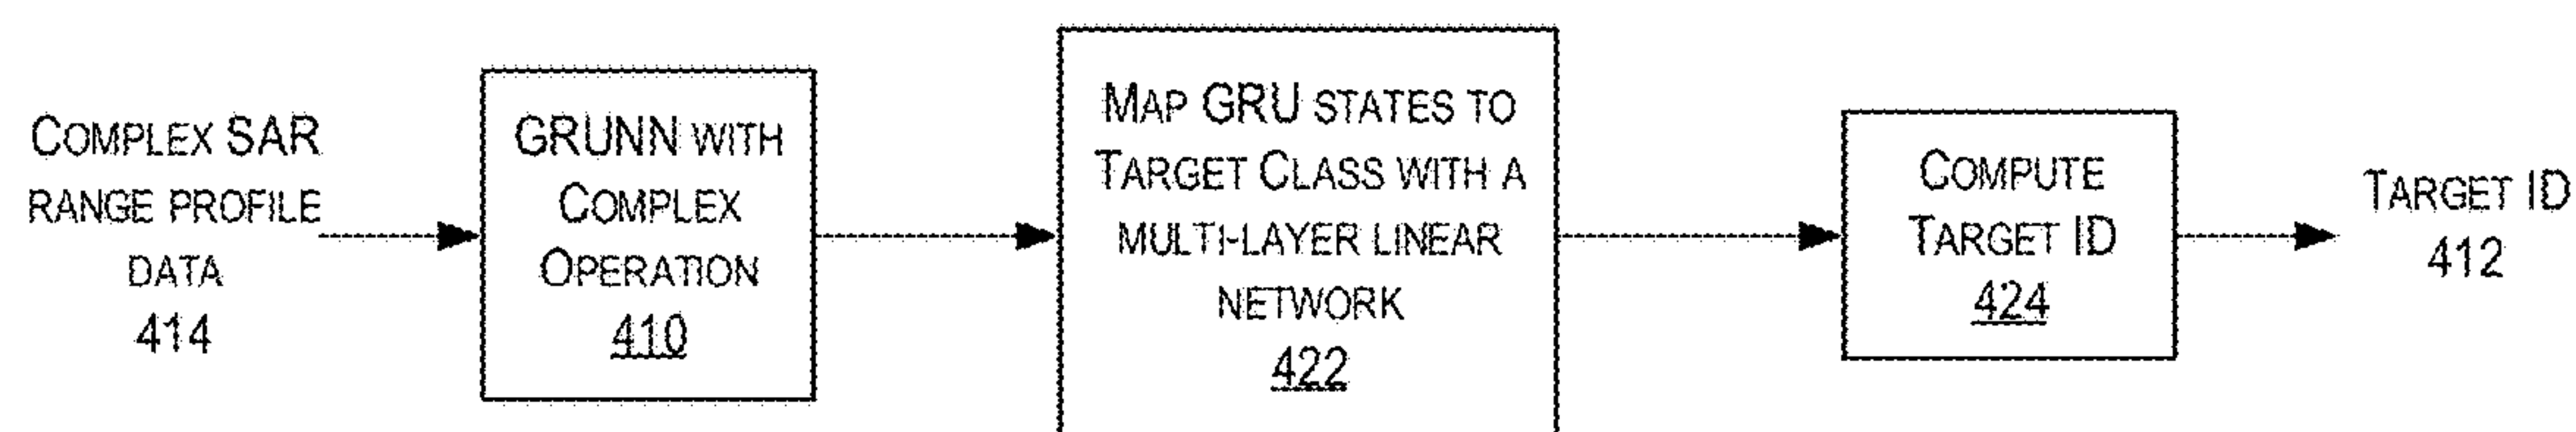 COMPLEX SAR
RANGE PROFILE
DATA
414
GRUNN WITH
COMPLEX
OPERATION
410
MAP GRU STATES TO
TARGET CLASS WITH A
MULTI-LAYER LINEAR
NETWORK
422
COMPUTE
TARGET ID
424
TARGET ID
412